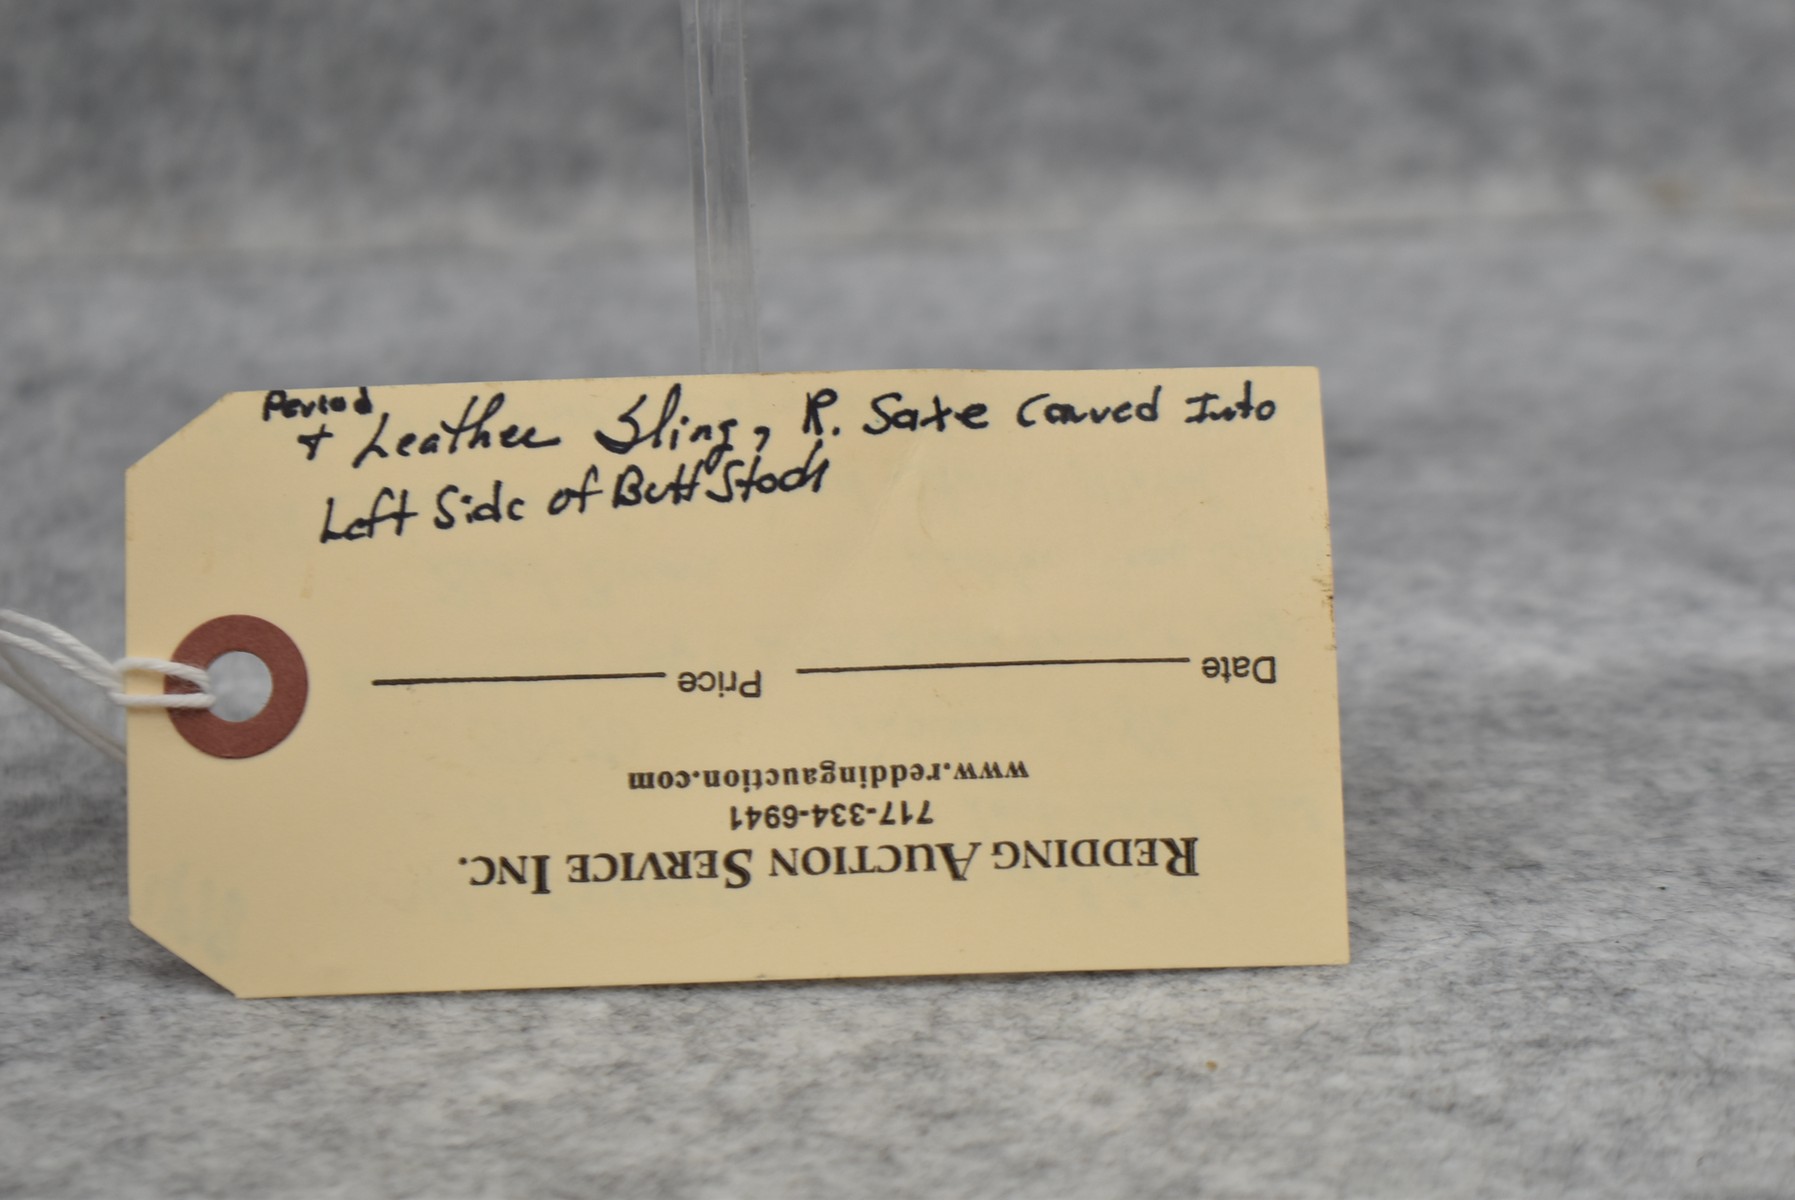 Period
+ Leather Sling, R. Saxe Carved Into
Left Side of Butt Stock
Date Price
www.reddingauction.com
717-334-6941
REDDING AUCTION SERVICE INC.